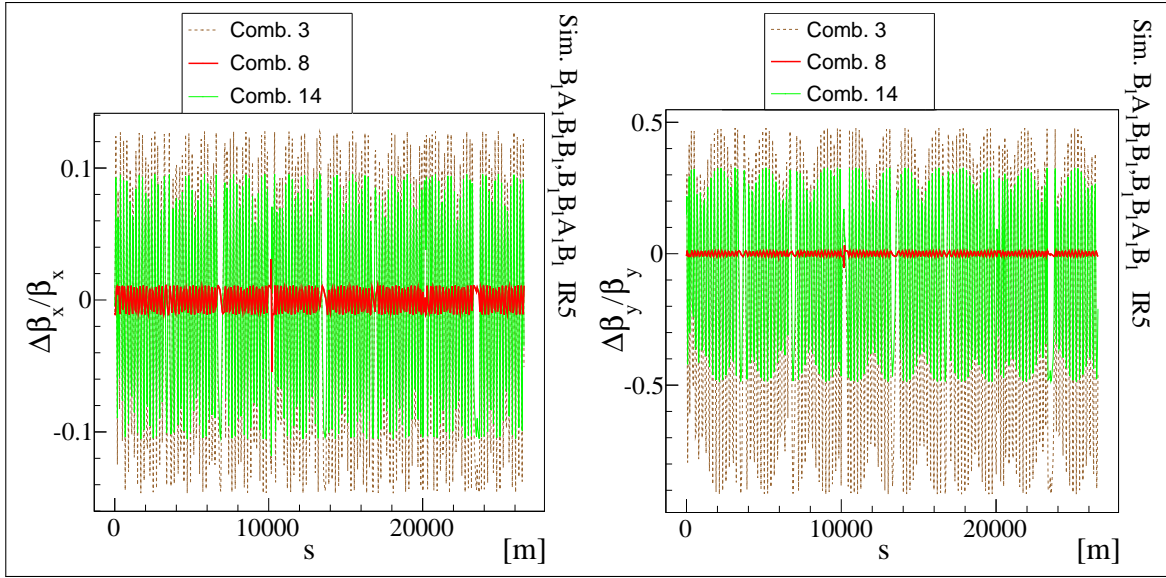 Comb. 3
Comb. 8
Comb. 14
Sim. B₁A₁B₁B₁,B₁B₁A₁B₁ IR5
0.1
0
-0.1
Δβₓ/βₓ
0 10000 20000
s [m]
Comb. 3
Comb. 8
Comb. 14
Sim. B₁A₁B₁B₁,B₁B₁A₁B₁ IR5
0.5
0
-0.5
Δβ_y/β_y
0 10000 20000
s [m]